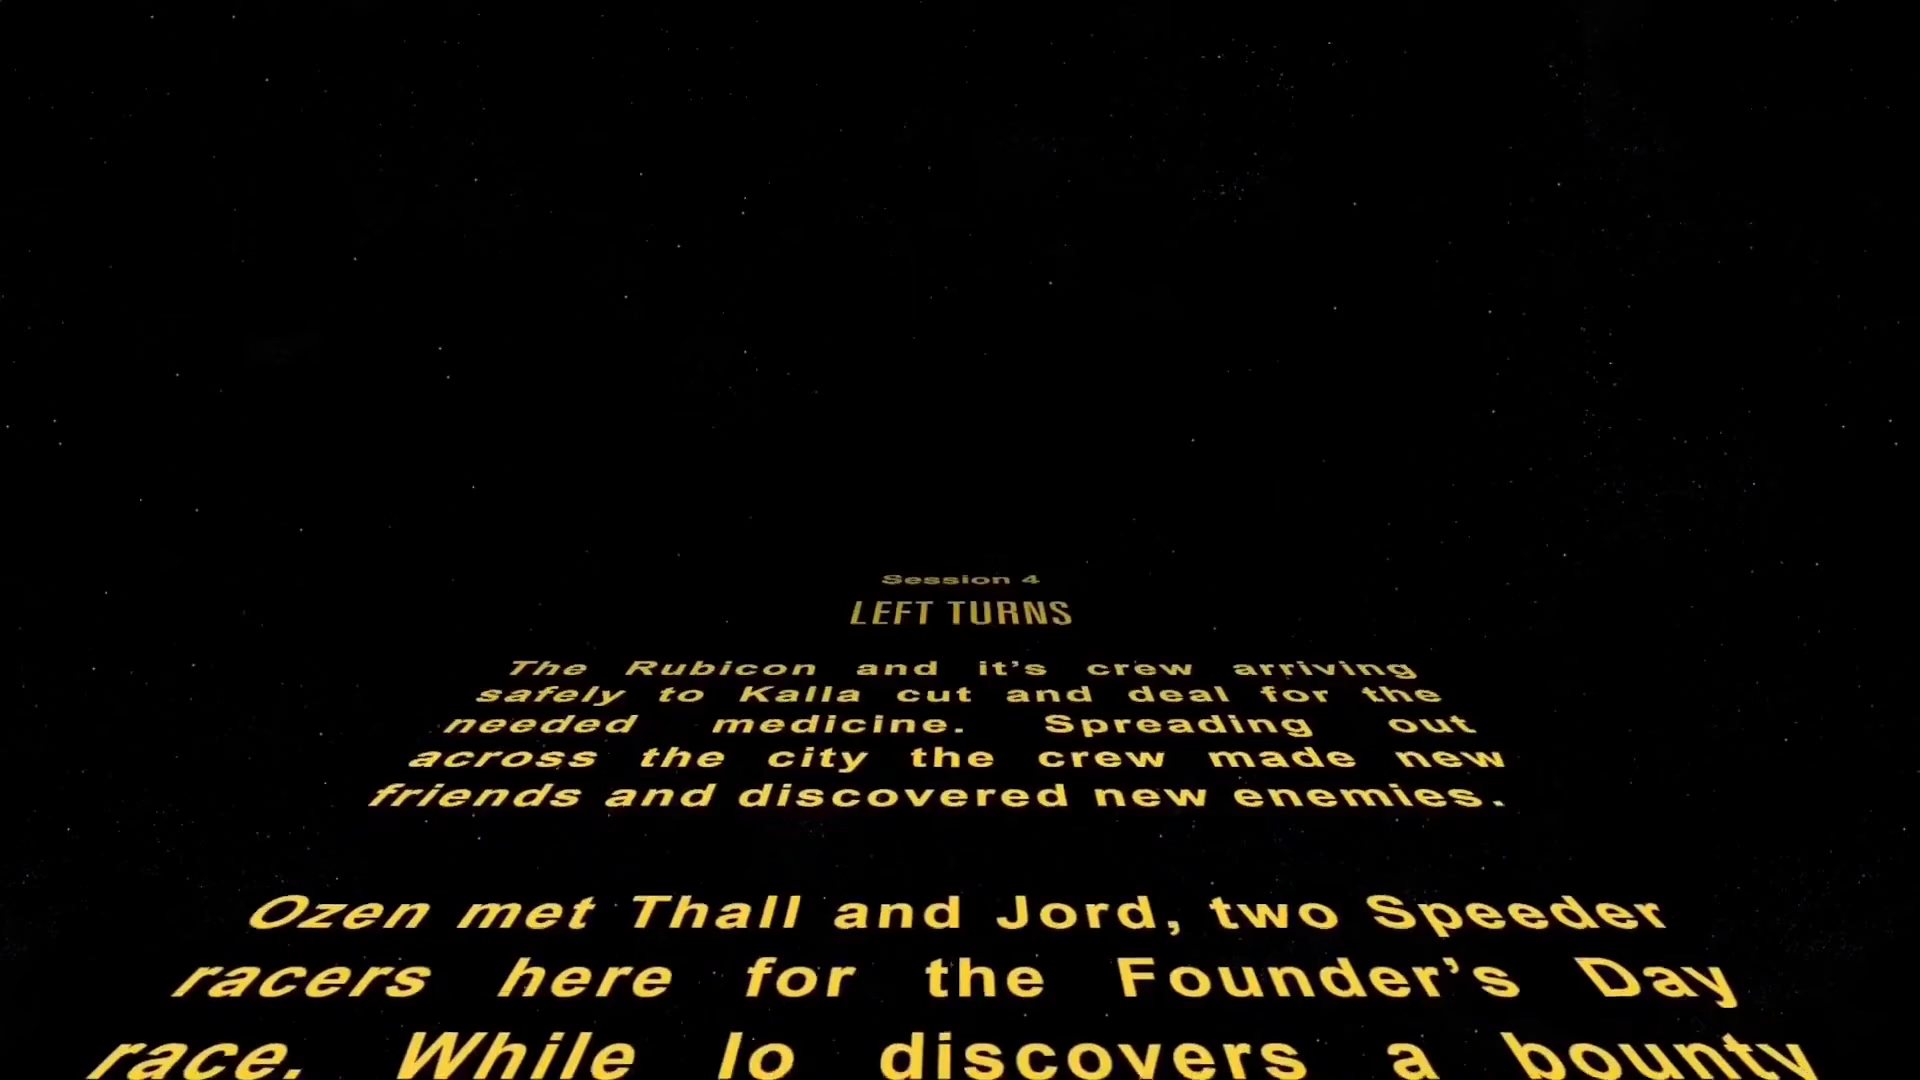 Session 4
LEFT TURNS
The Rubicon and it's crew arriving
safely to Kalla cut and deal for the
needed medicine. Spreading out
across the city the crew made new
friends and discovered new enemies.
Ozen met Thall and Jord, two Speeder
racers here for the Founder's Day
race. While Io discovers a bounty